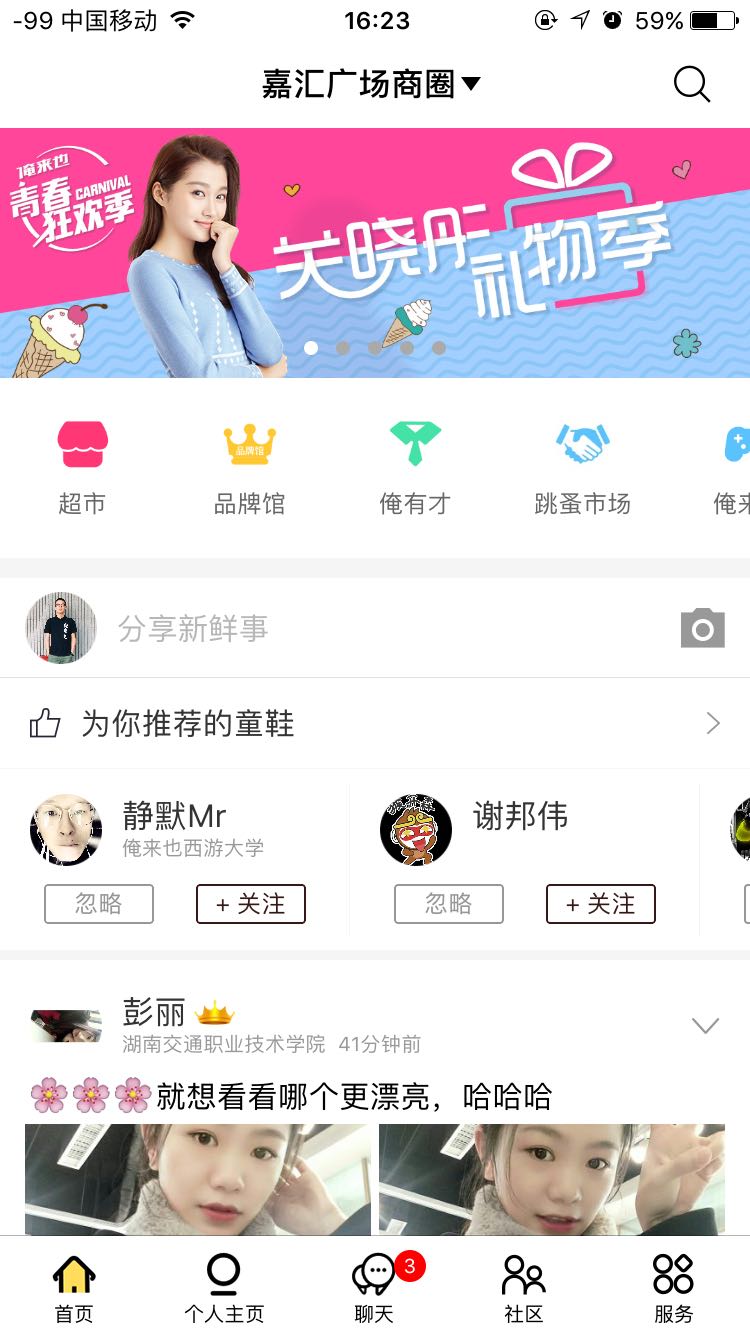 -99 中国移动 16:23 59%
嘉汇广场商圈
俺来也
青春 CARNIVAL
狂欢季
关晓彤
礼物季
品牌馆
超市 品牌馆 俺有才 跳蚤市场 俺来
分享新鲜事
为你推荐的童鞋
静默Mr 谢邦伟
俺来也西游大学
忽略 + 关注 忽略 + 关注
彭丽
湖南交通职业技术学院 41分钟前
🌸🌸🌸就想看看哪个更漂亮，哈哈哈
3
首页 个人主页 聊天 社区 服务